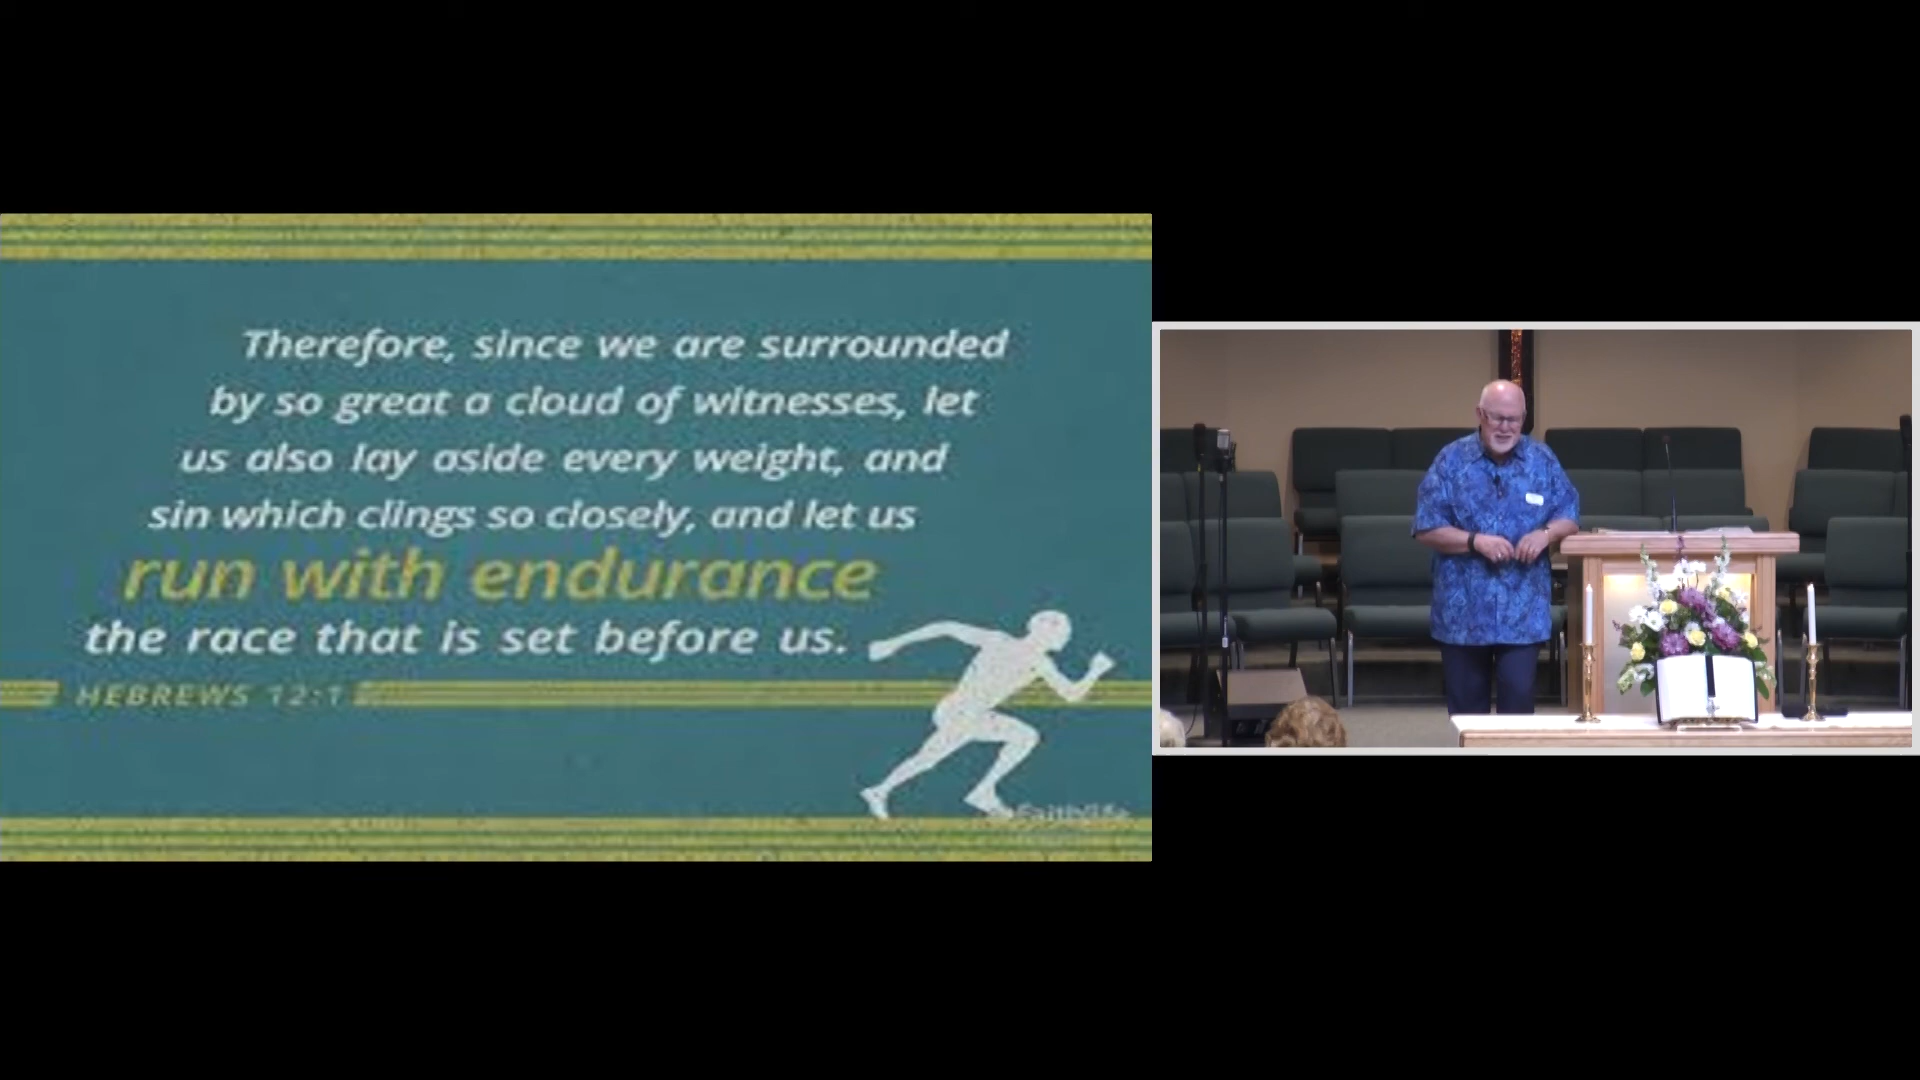 Therefore, since we are surrounded
by so great a cloud of witnesses, let
us also lay aside every weight, and
sin which clings so closely, and let us
run with endurance
the race that is set before us.
HEBREWS 12:1
Faithlife